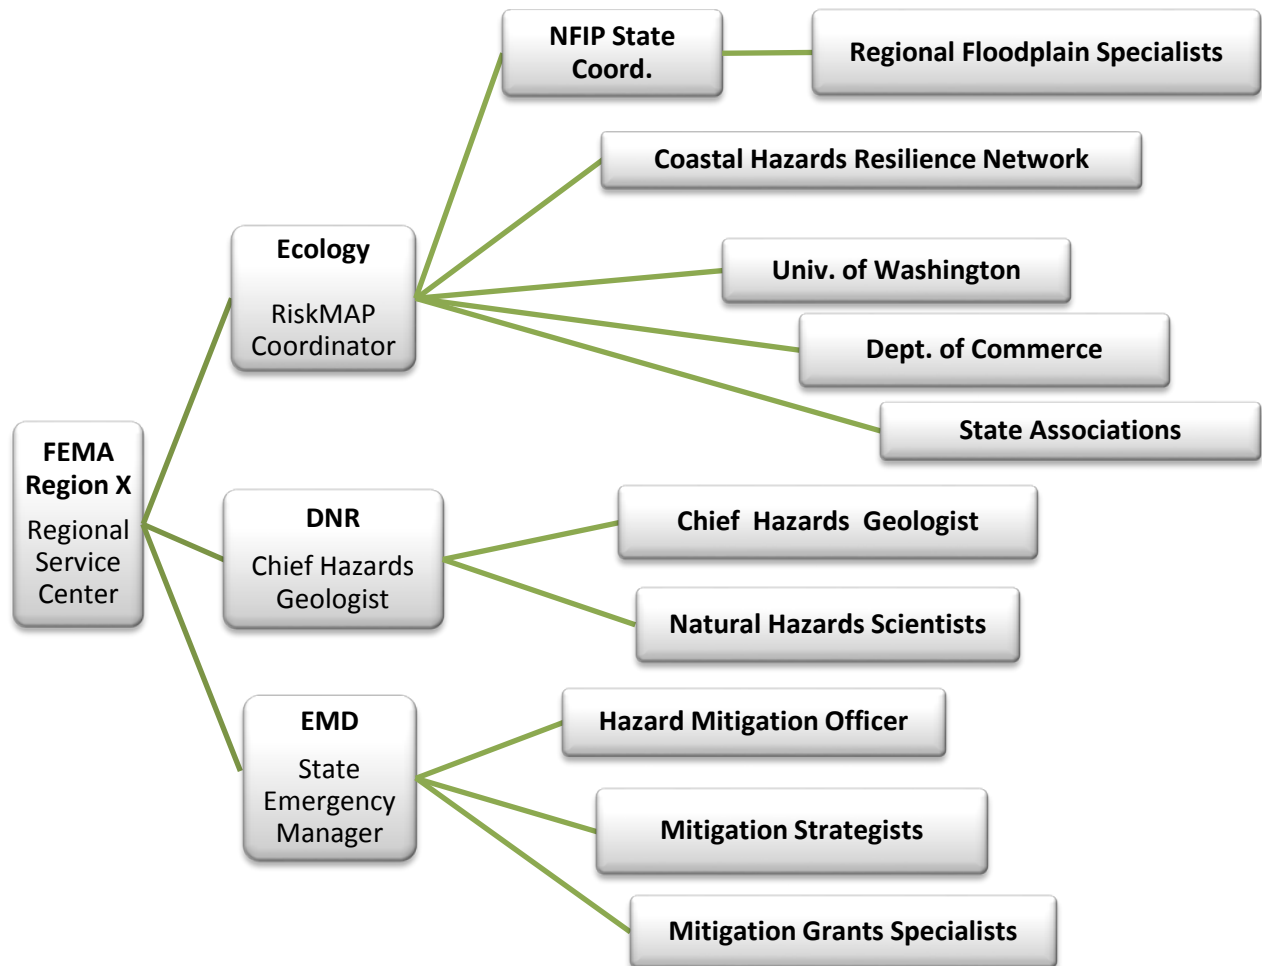 NFIP State
Coord.
Regional Floodplain Specialists
Coastal Hazards Resilience Network
Ecology
RiskMAP
Coordinator
Univ. of Washington
Dept. of Commerce
State Associations
FEMA
Region X
Regional
Service
Center
DNR
Chief Hazards
Geologist
Chief  Hazards  Geologist
Natural Hazards Scientists
EMD
State
Emergency
Manager
Hazard Mitigation Officer
Mitigation Strategists
Mitigation Grants Specialists